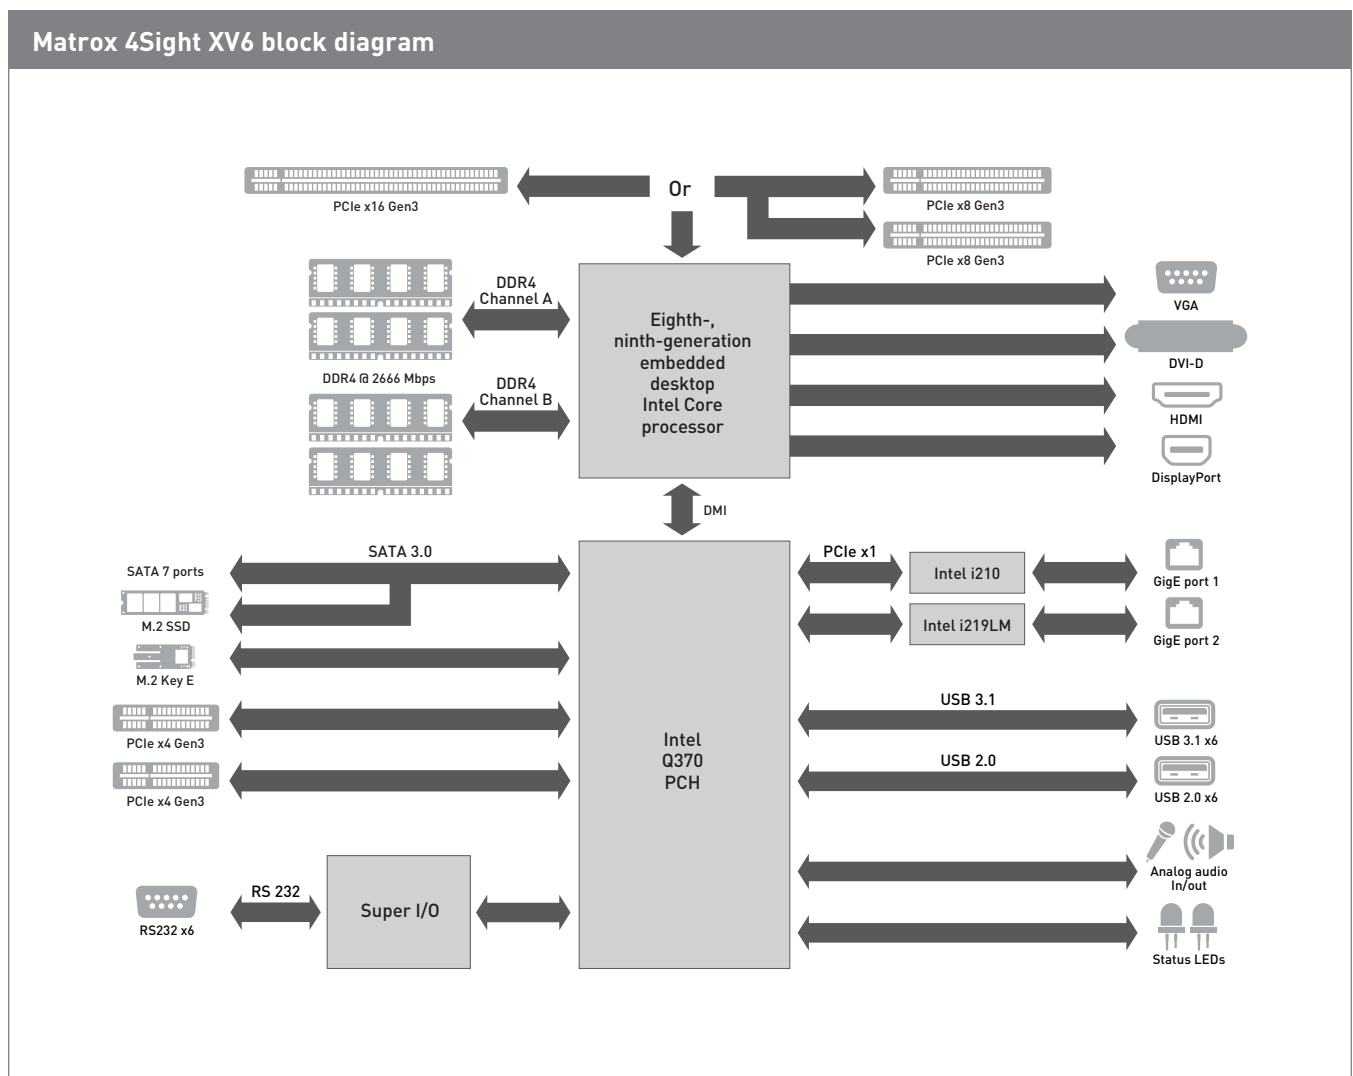 Matrox 4Sight XV6 block diagram
PCIe x16 Gen3
Or
PCIe x8 Gen3
PCIe x8 Gen3
DDR4
Channel A
DDR4 @ 2666 Mbps
DDR4
Channel B
Eighth-,
ninth-generation
embedded
desktop
Intel Core
processor
VGA
DVI-D
HDMI
DisplayPort
DMI
SATA 3.0
SATA 7 ports
M.2 SSD
M.2 Key E
PCIe x4 Gen3
PCIe x4 Gen3
RS232 x6
RS 232
Super I/O
Intel
Q370
PCH
PCIe x1
Intel i210
GigE port 1
Intel i219LM
GigE port 2
USB 3.1
USB 3.1 x6
USB 2.0
USB 2.0 x6
Analog audio
In/out
Status LEDs